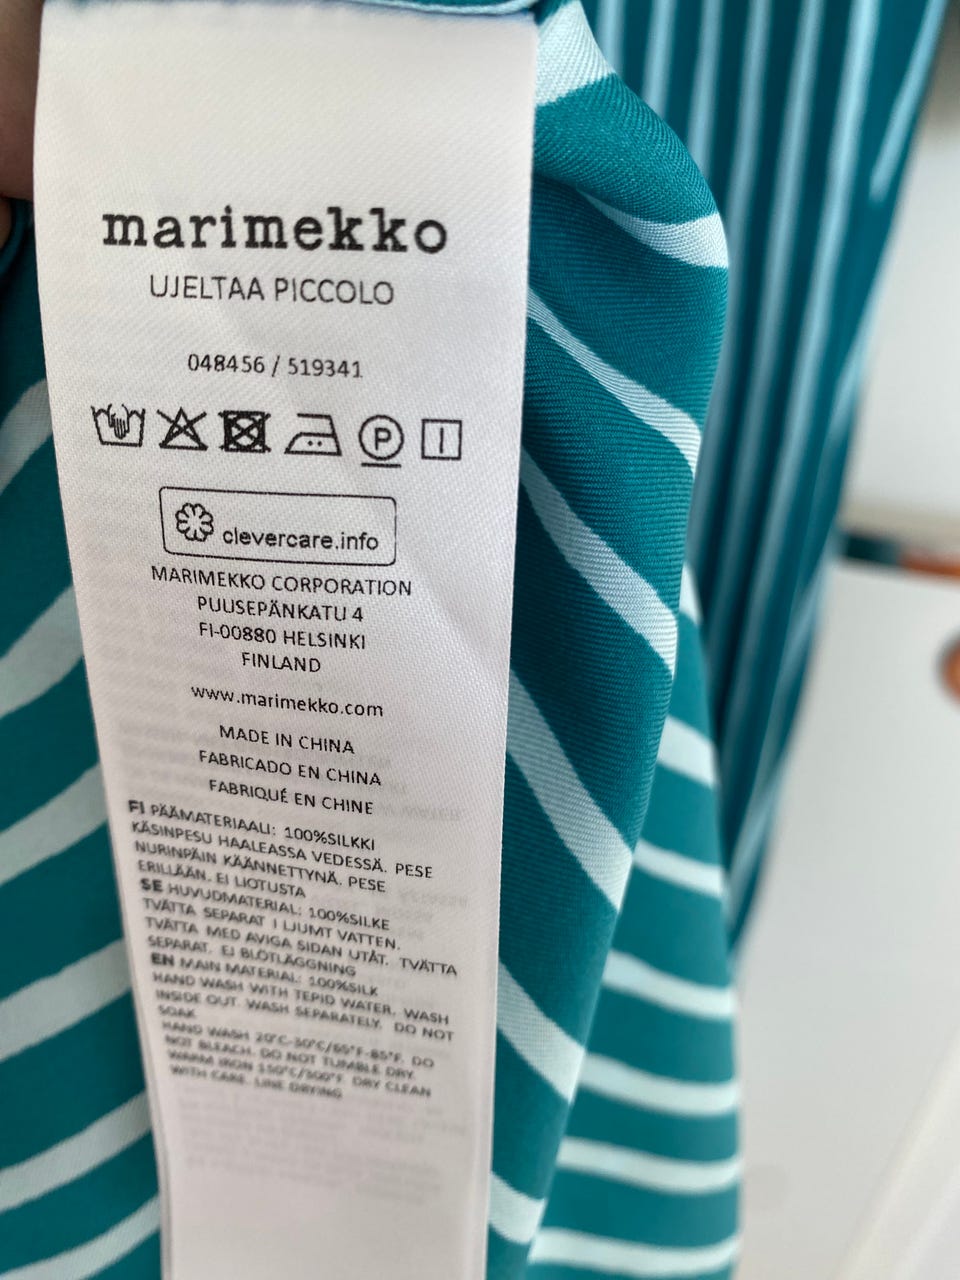 marimekko
UJELTAA PICCOLO
048456 / 519341
P
clevercare.info
MARIMEKKO CORPORATION
PUUSEPÄNKATU 4
FI-00880 HELSINKI
FINLAND
www.marimekko.com
MADE IN CHINA
FABRICADO EN CHINA
FABRIQUÉ EN CHINE
FI PÄÄMATERIAALI: 100%SILKKI
KÄSINPESU HAALEASSA VEDESSÄ. PESE
NURINPÄIN KÄÄNNETTYNÄ. PESE
ERILLÄÄN. EI LIOTUSTA
SE HUVUDMATERIAL: 100%SILKE
TVÄTTA SEPARAT I LJUMT VATTEN.
TVÄTTA MED AVIGA SIDAN UTÅT. TVÄTTA
SEPARAT. EJ BLÖTLÄGGNING
EN MAIN MATERIAL: 100%SILK
HAND WASH WITH TEPID WATER. WASH
INSIDE OUT. WASH SEPARATELY. DO NOT
SOAK
HAND WASH 20°C-30°C/65°F-85°F. DO
NOT BLEACH. DO NOT TUMBLE DRY.
WARM IRON 150°C/300°F. DRY CLEAN
WITH CARE. LINE DRYING